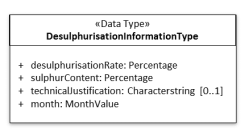 «Data Type»
DesulphurisationInformationType
+ desulphurisationRate: Percentage
+ sulphurContent: Percentage
+ technicalJustification: Characterstring [0..1]
+ month: MonthValue